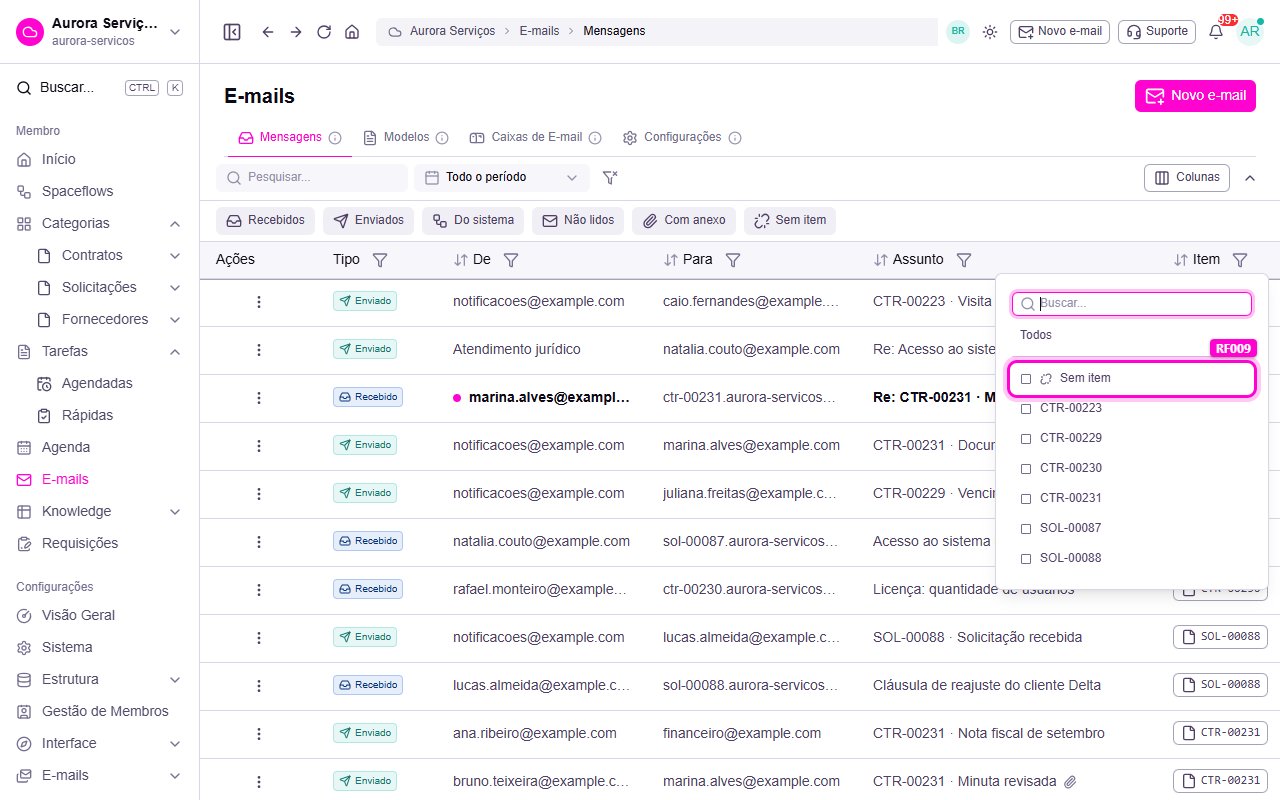 Aurora Serviç...
aurora-servicos
Aurora Serviços > E-mails > Mensagens
BR
Novo e-mail
Suporte
99+
AR
Buscar...
CTRL
K
Membro
Início
Spaceflows
Categorias
Contratos
Solicitações
Fornecedores
Tarefas
Agendadas
Rápidas
Agenda
E-mails
Knowledge
Requisições
Configurações
Visão Geral
Sistema
Estrutura
Gestão de Membros
Interface
E-mails
E-mails
Novo e-mail
Mensagens
Modelos
Caixas de E-mail
Configurações
Pesquisar...
Todo o período
Colunas
Recebidos
Enviados
Do sistema
Não lidos
Com anexo
Sem item
Ações
Tipo
De
Para
Assunto
Item
Enviado notificacoes@example.com caio.fernandes@example.... CTR-00223 · Visita
Enviado Atendimento jurídico natalia.couto@example.com Re: Acesso ao siste
Recebido marina.alves@exampl... ctr-00231.aurora-servicos... Re: CTR-00231 · M
Enviado notificacoes@example.com marina.alves@example.com CTR-00231 · Docum
Enviado notificacoes@example.com juliana.freitas@example.c... CTR-00229 · Vencin
Recebido natalia.couto@example.com sol-00087.aurora-servicos... Acesso ao sistema
Recebido rafael.monteiro@example... ctr-00230.aurora-servicos... Licença: quantidade de usuários CTR-00230
Enviado notificacoes@example.com lucas.almeida@example.c... SOL-00088 · Solicitação recebida SOL-00088
Recebido lucas.almeida@example.c... sol-00088.aurora-servicos... Cláusula de reajuste do cliente Delta SOL-00088
Enviado ana.ribeiro@example.com financeiro@example.com CTR-00231 · Nota fiscal de setembro CTR-00231
Enviado bruno.teixeira@example.c... marina.alves@example.com CTR-00231 · Minuta revisada CTR-00231
Buscar...
Todos
RF009
Sem item
CTR-00223
CTR-00229
CTR-00230
CTR-00231
SOL-00087
SOL-00088